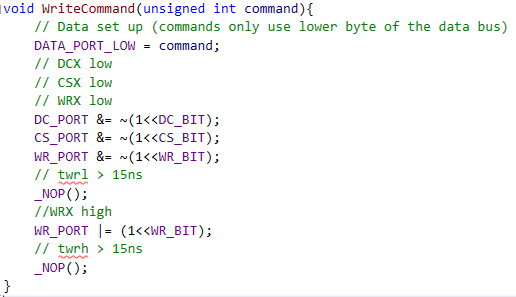 void WriteCommand(unsigned int command){
// Data set up (commands only use lower byte of the data bus)
DATA_PORT_LOW = command;
// DCX low
// CSX low
// WRX low
DC_PORT &= ~(1<<DC_BIT);
CS_PORT &= ~(1<<CS_BIT);
WR_PORT &= ~(1<<WR_BIT);
// twrl > 15ns
_NOP();
//WRX high
WR_PORT |= (1<<WR_BIT);
// twrh > 15ns
_NOP();
}